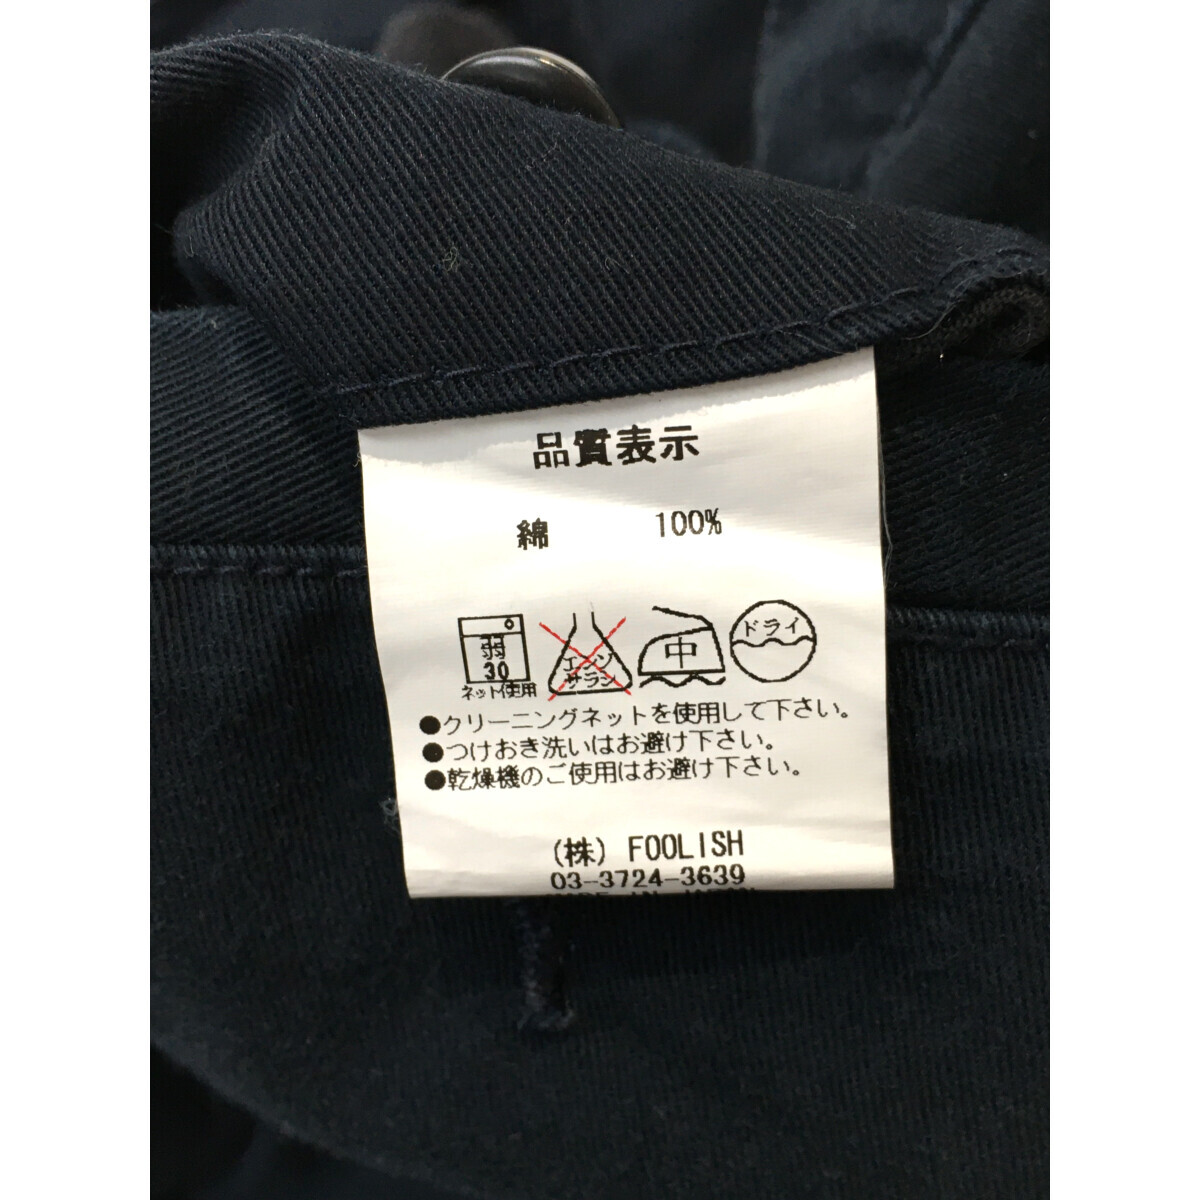 品質表示
綿 100%
弱
30
ネット使用
エンソ
サラシ
中
ドライ
●クリーニングネットを使用して下さい。
●つけおき洗いはお避け下さい。
●乾燥機のご使用はお避け下さい。
(株) FOOLISH
03-3724-3639
MADE IN JAPAN